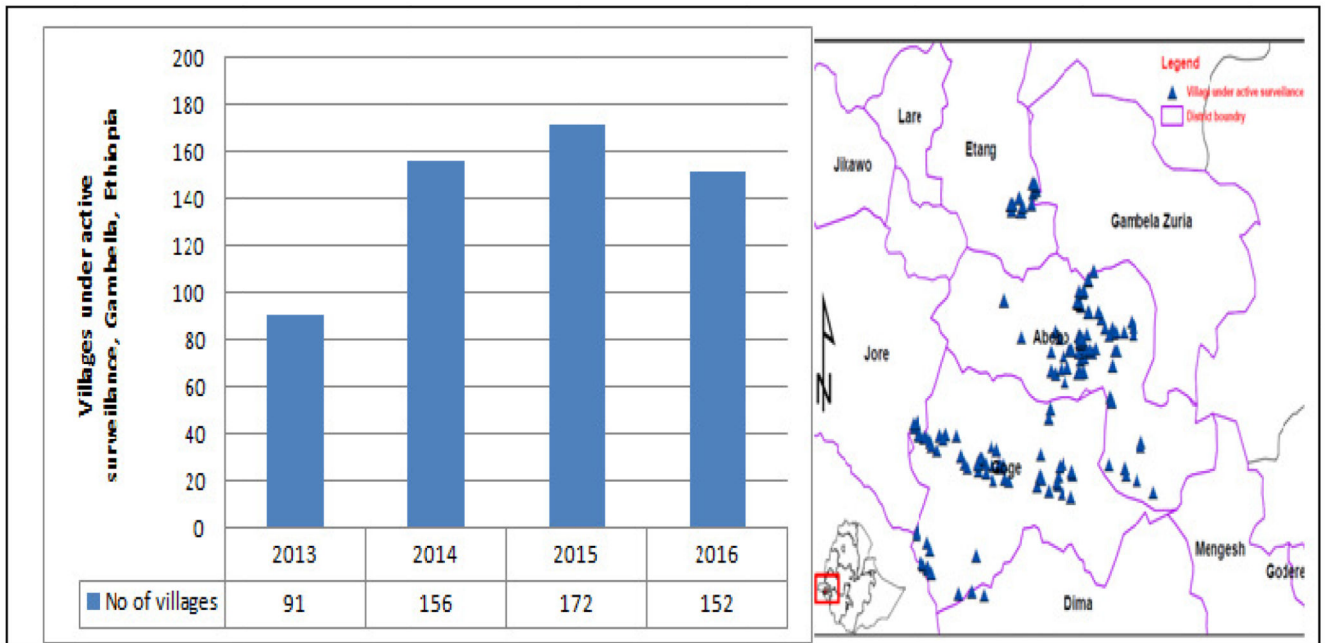 Villages under active
surveillance, Gambella, Ethiopia
200
180
160
140
120
100
80
60
40
20
0
2013 2014 2015 2016
No of villages 91 156 172 152
Legend
Village under active surveillance
District boundry
Lare
Etang
Jikawo
Gambela Zuria
Abobo
Jore
N
Goge
Mengesh
Godere
Dima